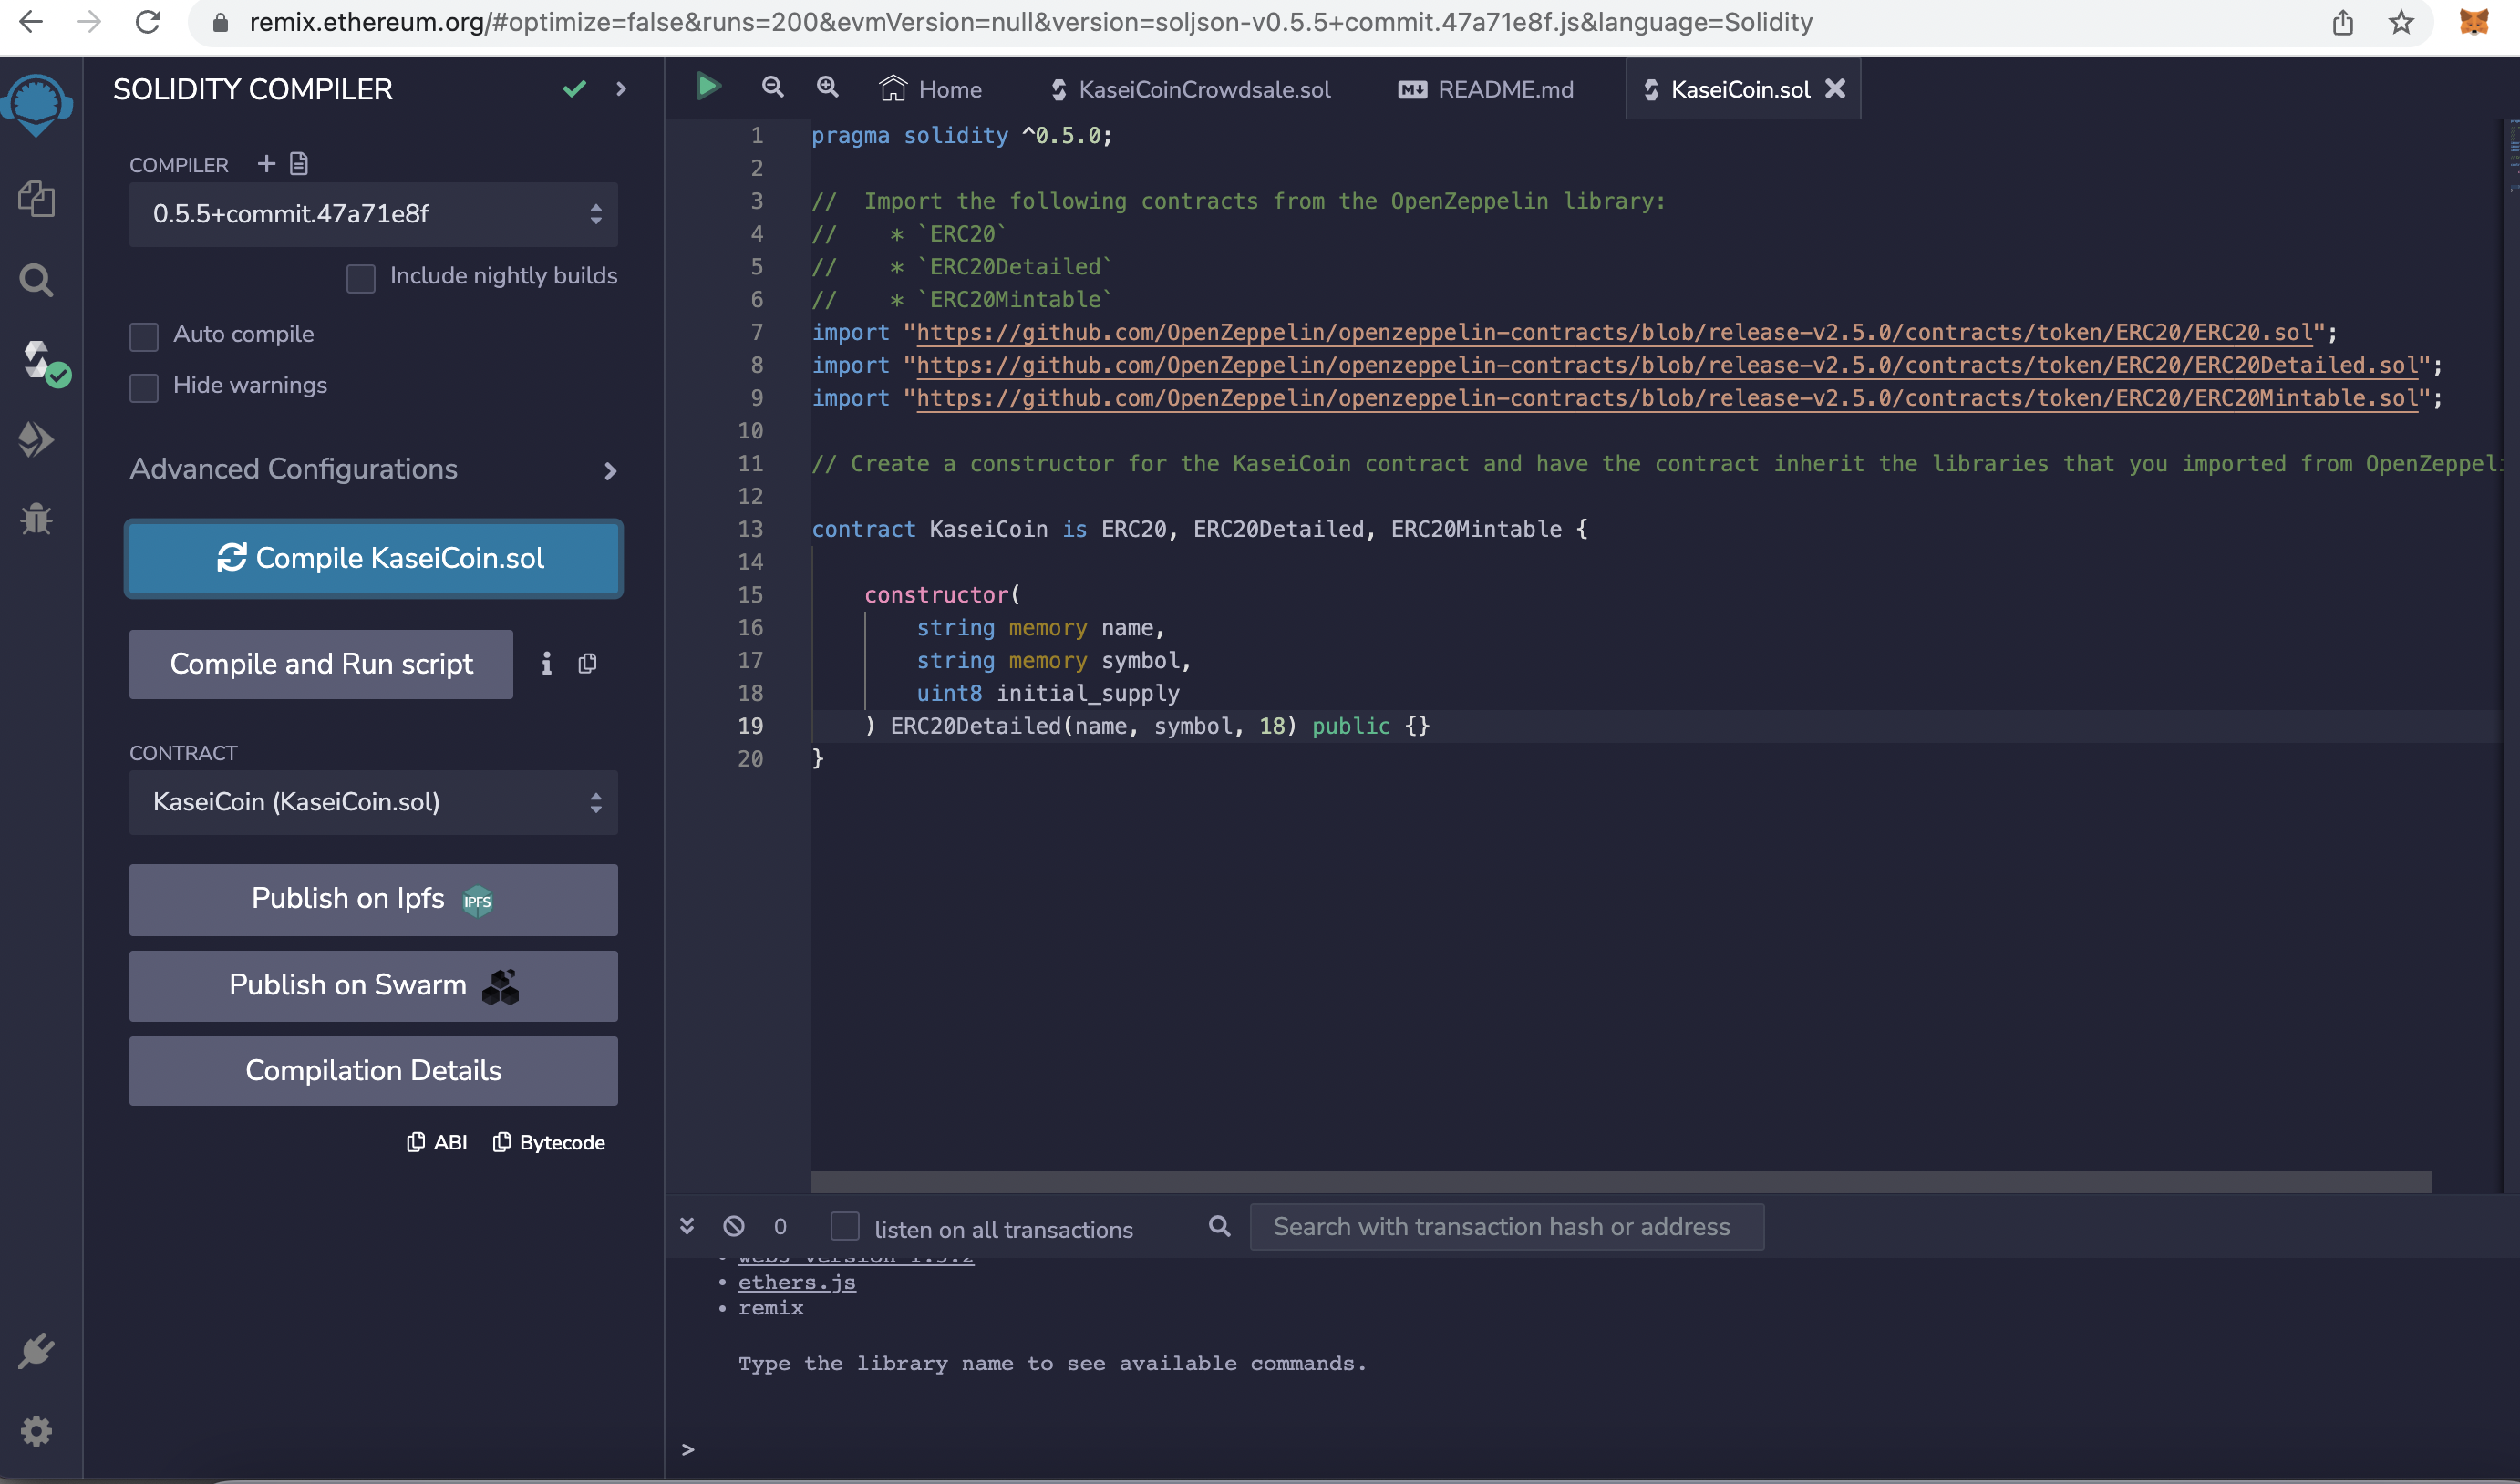 remix.ethereum.org/#optimize=false&runs=200&evmVersion=null&version=soljson-v0.5.5+commit.47a71e8f.js&language=Solidity
SOLIDITY COMPILER
COMPILER
0.5.5+commit.47a71e8f
Include nightly builds
Auto compile
Hide warnings
Advanced Configurations
Compile KaseiCoin.sol
Compile and Run script
CONTRACT
KaseiCoin (KaseiCoin.sol)
Publish on Ipfs IPFS
Publish on Swarm
Compilation Details
ABI Bytecode
Home KaseiCoinCrowdsale.sol M README.md KaseiCoin.sol
1 pragma solidity ^0.5.0;
2
3 //  Import the following contracts from the OpenZeppelin library:
4 //    * `ERC20`
5 //    * `ERC20Detailed`
6 //    * `ERC20Mintable`
7 import "https://github.com/OpenZeppelin/openzeppelin-contracts/blob/release-v2.5.0/contracts/token/ERC20/ERC20.sol";
8 import "https://github.com/OpenZeppelin/openzeppelin-contracts/blob/release-v2.5.0/contracts/token/ERC20/ERC20Detailed.sol";
9 import "https://github.com/OpenZeppelin/openzeppelin-contracts/blob/release-v2.5.0/contracts/token/ERC20/ERC20Mintable.sol";
10
11 // Create a constructor for the KaseiCoin contract and have the contract inherit the libraries that you imported from OpenZeppeli
12
13 contract KaseiCoin is ERC20, ERC20Detailed, ERC20Mintable {
14
15     constructor(
16         string memory name,
17         string memory symbol,
18         uint8 initial_supply
19     ) ERC20Detailed(name, symbol, 18) public {}
20 }
0 listen on all transactions Search with transaction hash or address
• web3 version 1.5.2
• ethers.js
• remix
Type the library name to see available commands.
>